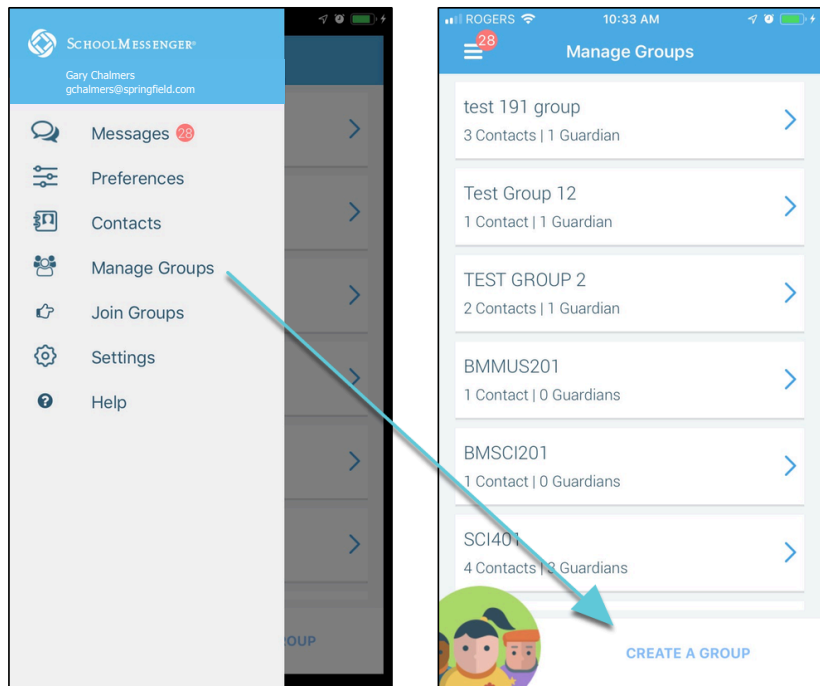 SCHOOLMESSENGER®
Gary Chalmers
gchalmers@springfield.com
Messages 28
Preferences
Contacts
Manage Groups
Join Groups
Settings
Help
OUP
ROGERS 10:33 AM
28
Manage Groups
test 191 group
3 Contacts | 1 Guardian
Test Group 12
1 Contact | 1 Guardian
TEST GROUP 2
2 Contacts | 1 Guardian
BMMUS201
1 Contact | 0 Guardians
BMSCI201
1 Contact | 0 Guardians
SCI401
4 Contacts | 3 Guardians
CREATE A GROUP